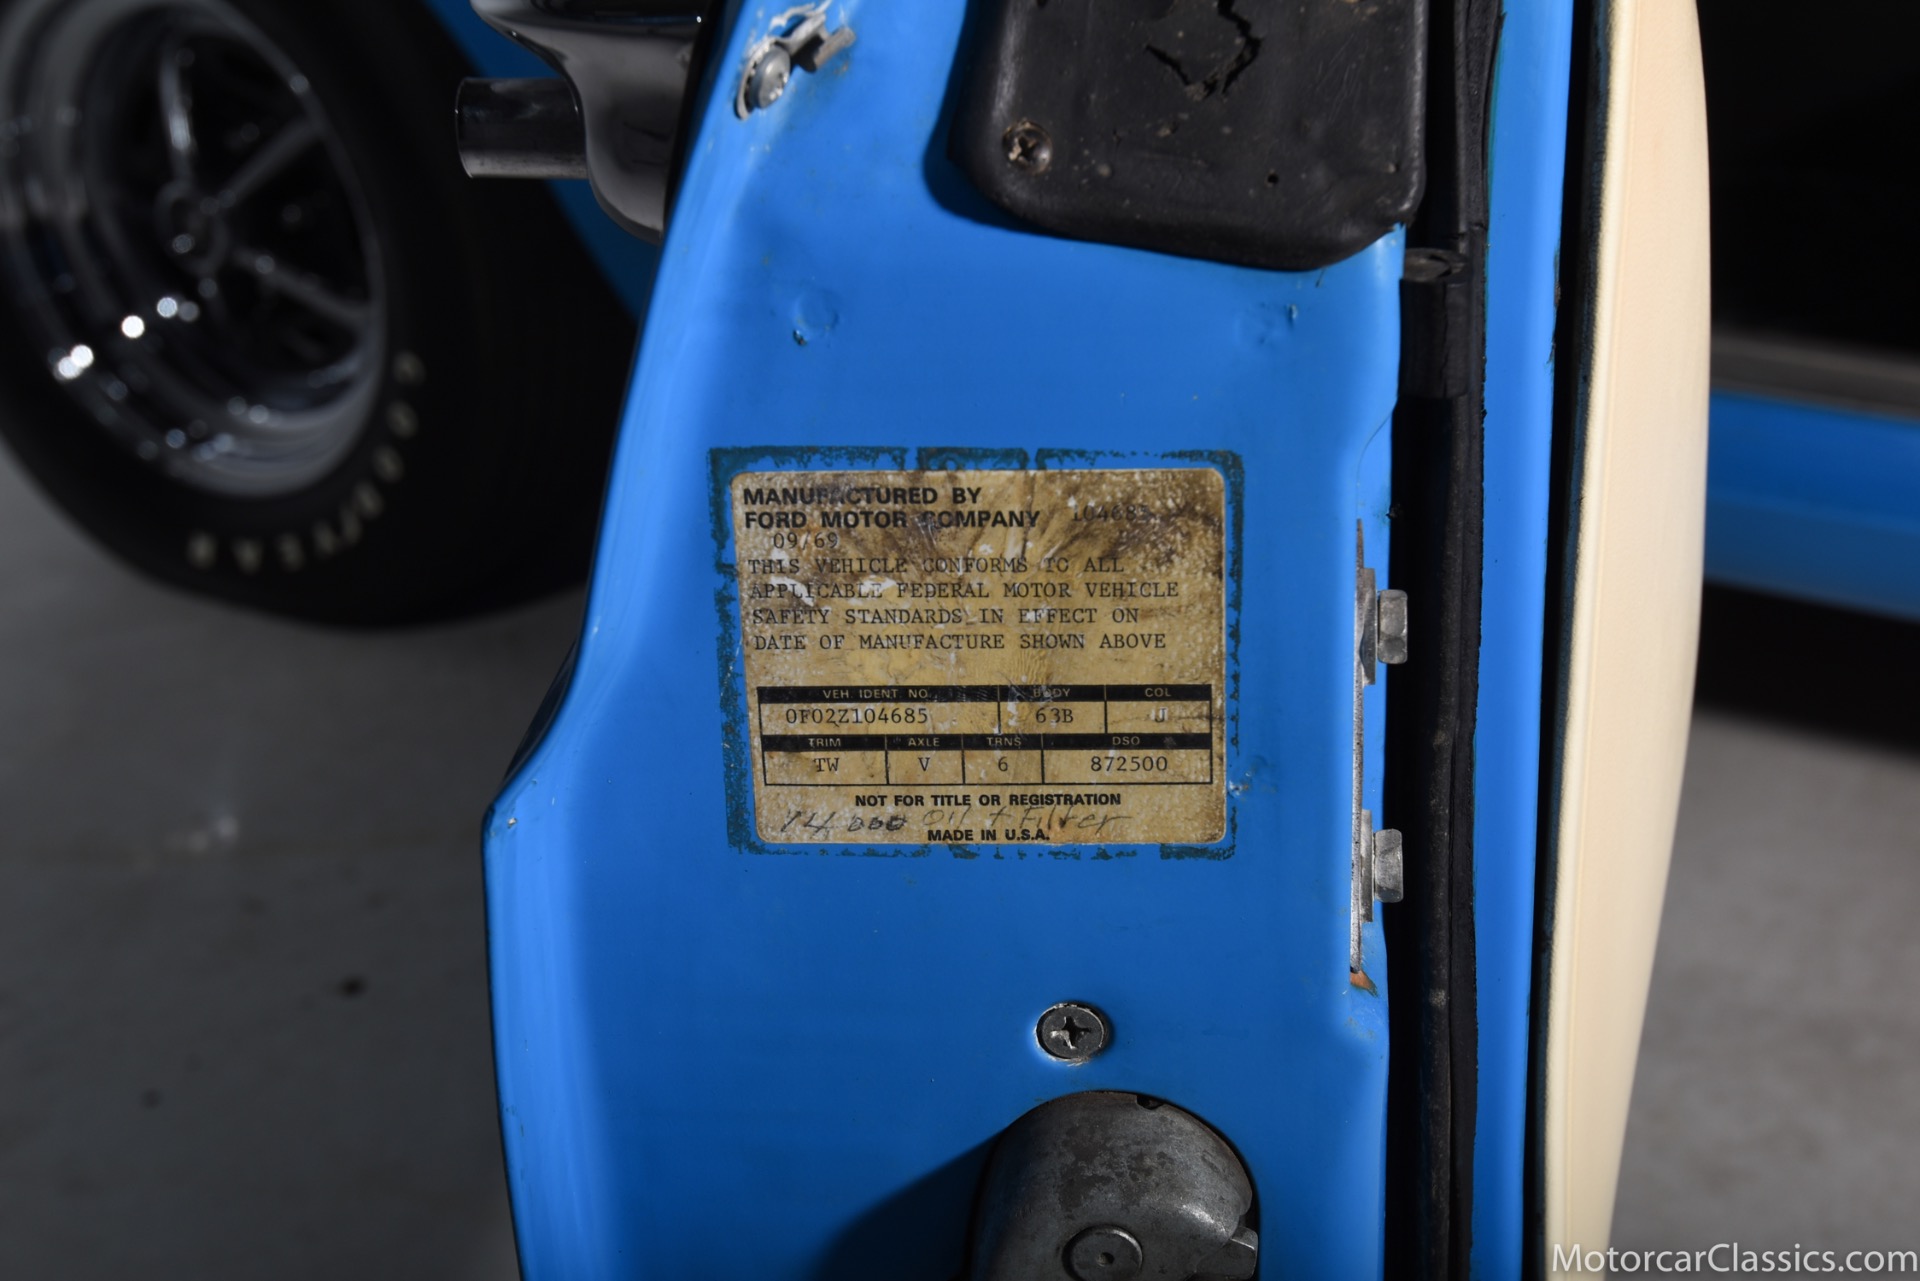 GOODYEAR
MANUFACTURED BY
FORD MOTOR COMPANY 104685
09/69
THIS VEHICLE CONFORMS TO ALL
APPLICABLE FEDERAL MOTOR VEHICLE
SAFETY STANDARDS IN EFFECT ON
DATE OF MANUFACTURE SHOWN ABOVE
VEH IDENT NO. BODY COL
0F02Z104685 63B J
TRIM AXLE TRNS DSO
TW V 6 872500
NOT FOR TITLE OR REGISTRATION
14 000 Oil + Filter
MADE IN U.S.A.
MotorcarClassics.com